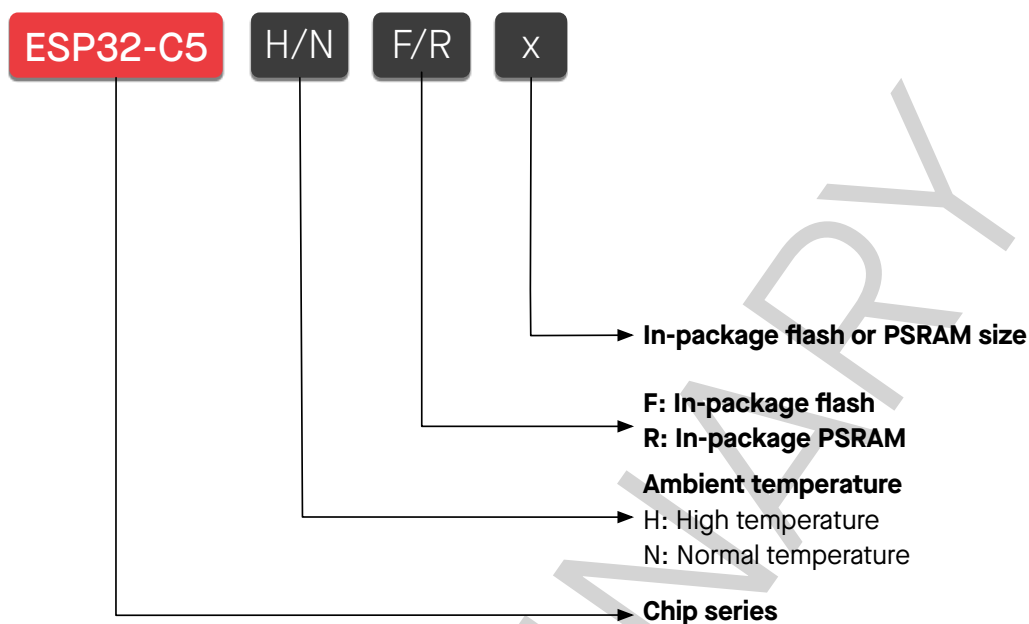 ESP32-C5 H/N F/R x
In-package flash or PSRAM size
F: In-package flash
R: In-package PSRAM
Ambient temperature
H: High temperature
N: Normal temperature
Chip series
NARY